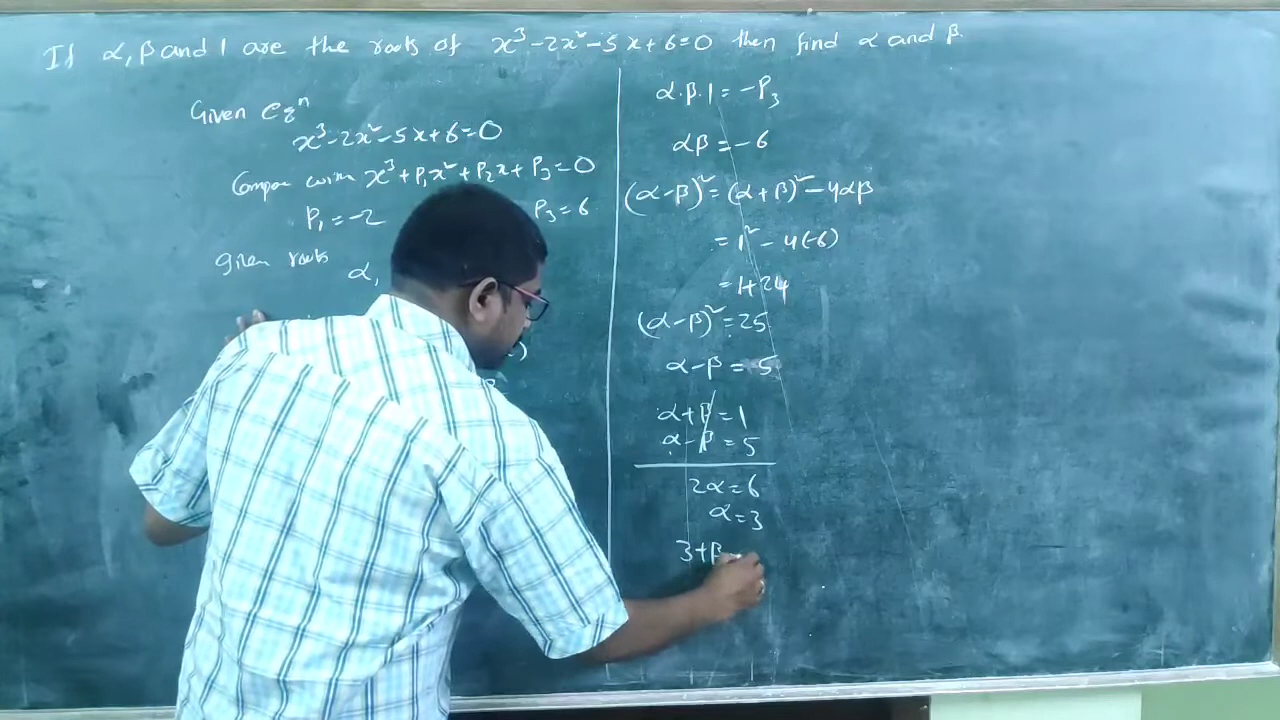 If α, β and 1 are the roots of x³-2x²-5x+6=0 then find α and β.
Given eqⁿ
x³-2x²-5x+6=0
Compare with x³+P₁x²+P₂x+P₃=0
P₁=-2 P₃=6
Given roots
α,
α.β.1=-P₃
αβ=-6
(α-β)²=(α+β)²-4αβ
=1²-4(-6)
=1+24
(α-β)²=25
α-β=5
α+β=1
α-β=5
2α=6
α=3
3+β=